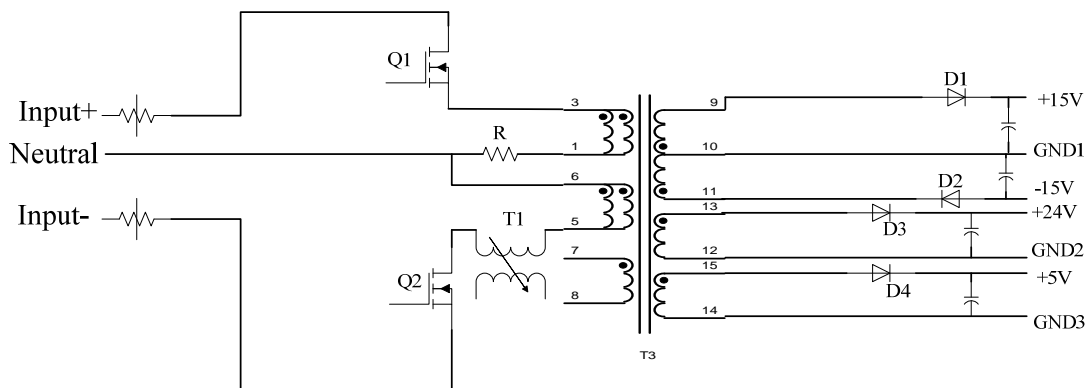 Q1
D1
Input+
3
9
+15V
R
Neutral
1
10
GND1
6
11
D2
-15V
13
+24V
Input-
T1
5
D3
7
12
GND2
15
+5V
Q2
D4
8
14
GND3
T3